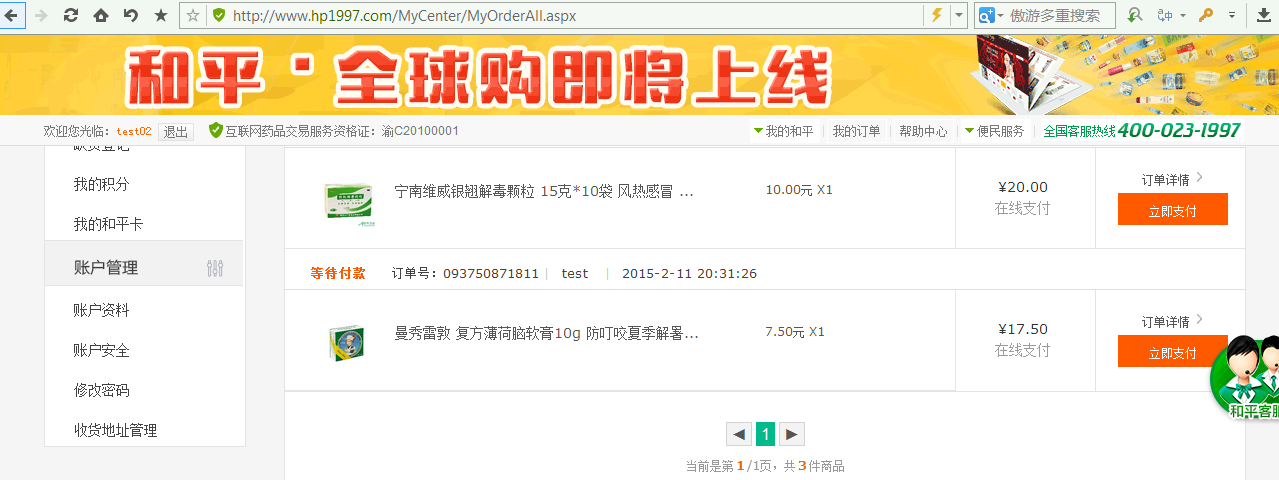 http://www.hp1997.com/MyCenter/MyOrderAll.aspx
傲游多重搜索
和平·全球购即将上线
欢迎您光临：test02 退出 互联网药品交易服务资格证：渝C20100001
我的和平 我的订单 帮助中心 便民服务 全国客服热线400-023-1997
缺货登记
我的积分
我的和平卡
账户管理
账户资料
账户安全
修改密码
收货地址管理
宁南维威银翘解毒颗粒 15克*10袋 风热感冒 ...
10.00元 X1
¥20.00
在线支付
订单详情
立即支付
等待付款 订单号：093750871811 | test | 2015-2-11 20:31:26
曼秀雷敦 复方薄荷脑软膏10g 防叮咬夏季解暑...
7.50元 X1
¥17.50
在线支付
订单详情
立即支付
和平客服
◀ 1 ▶
当前是第 1 /1页，共 3 件商品